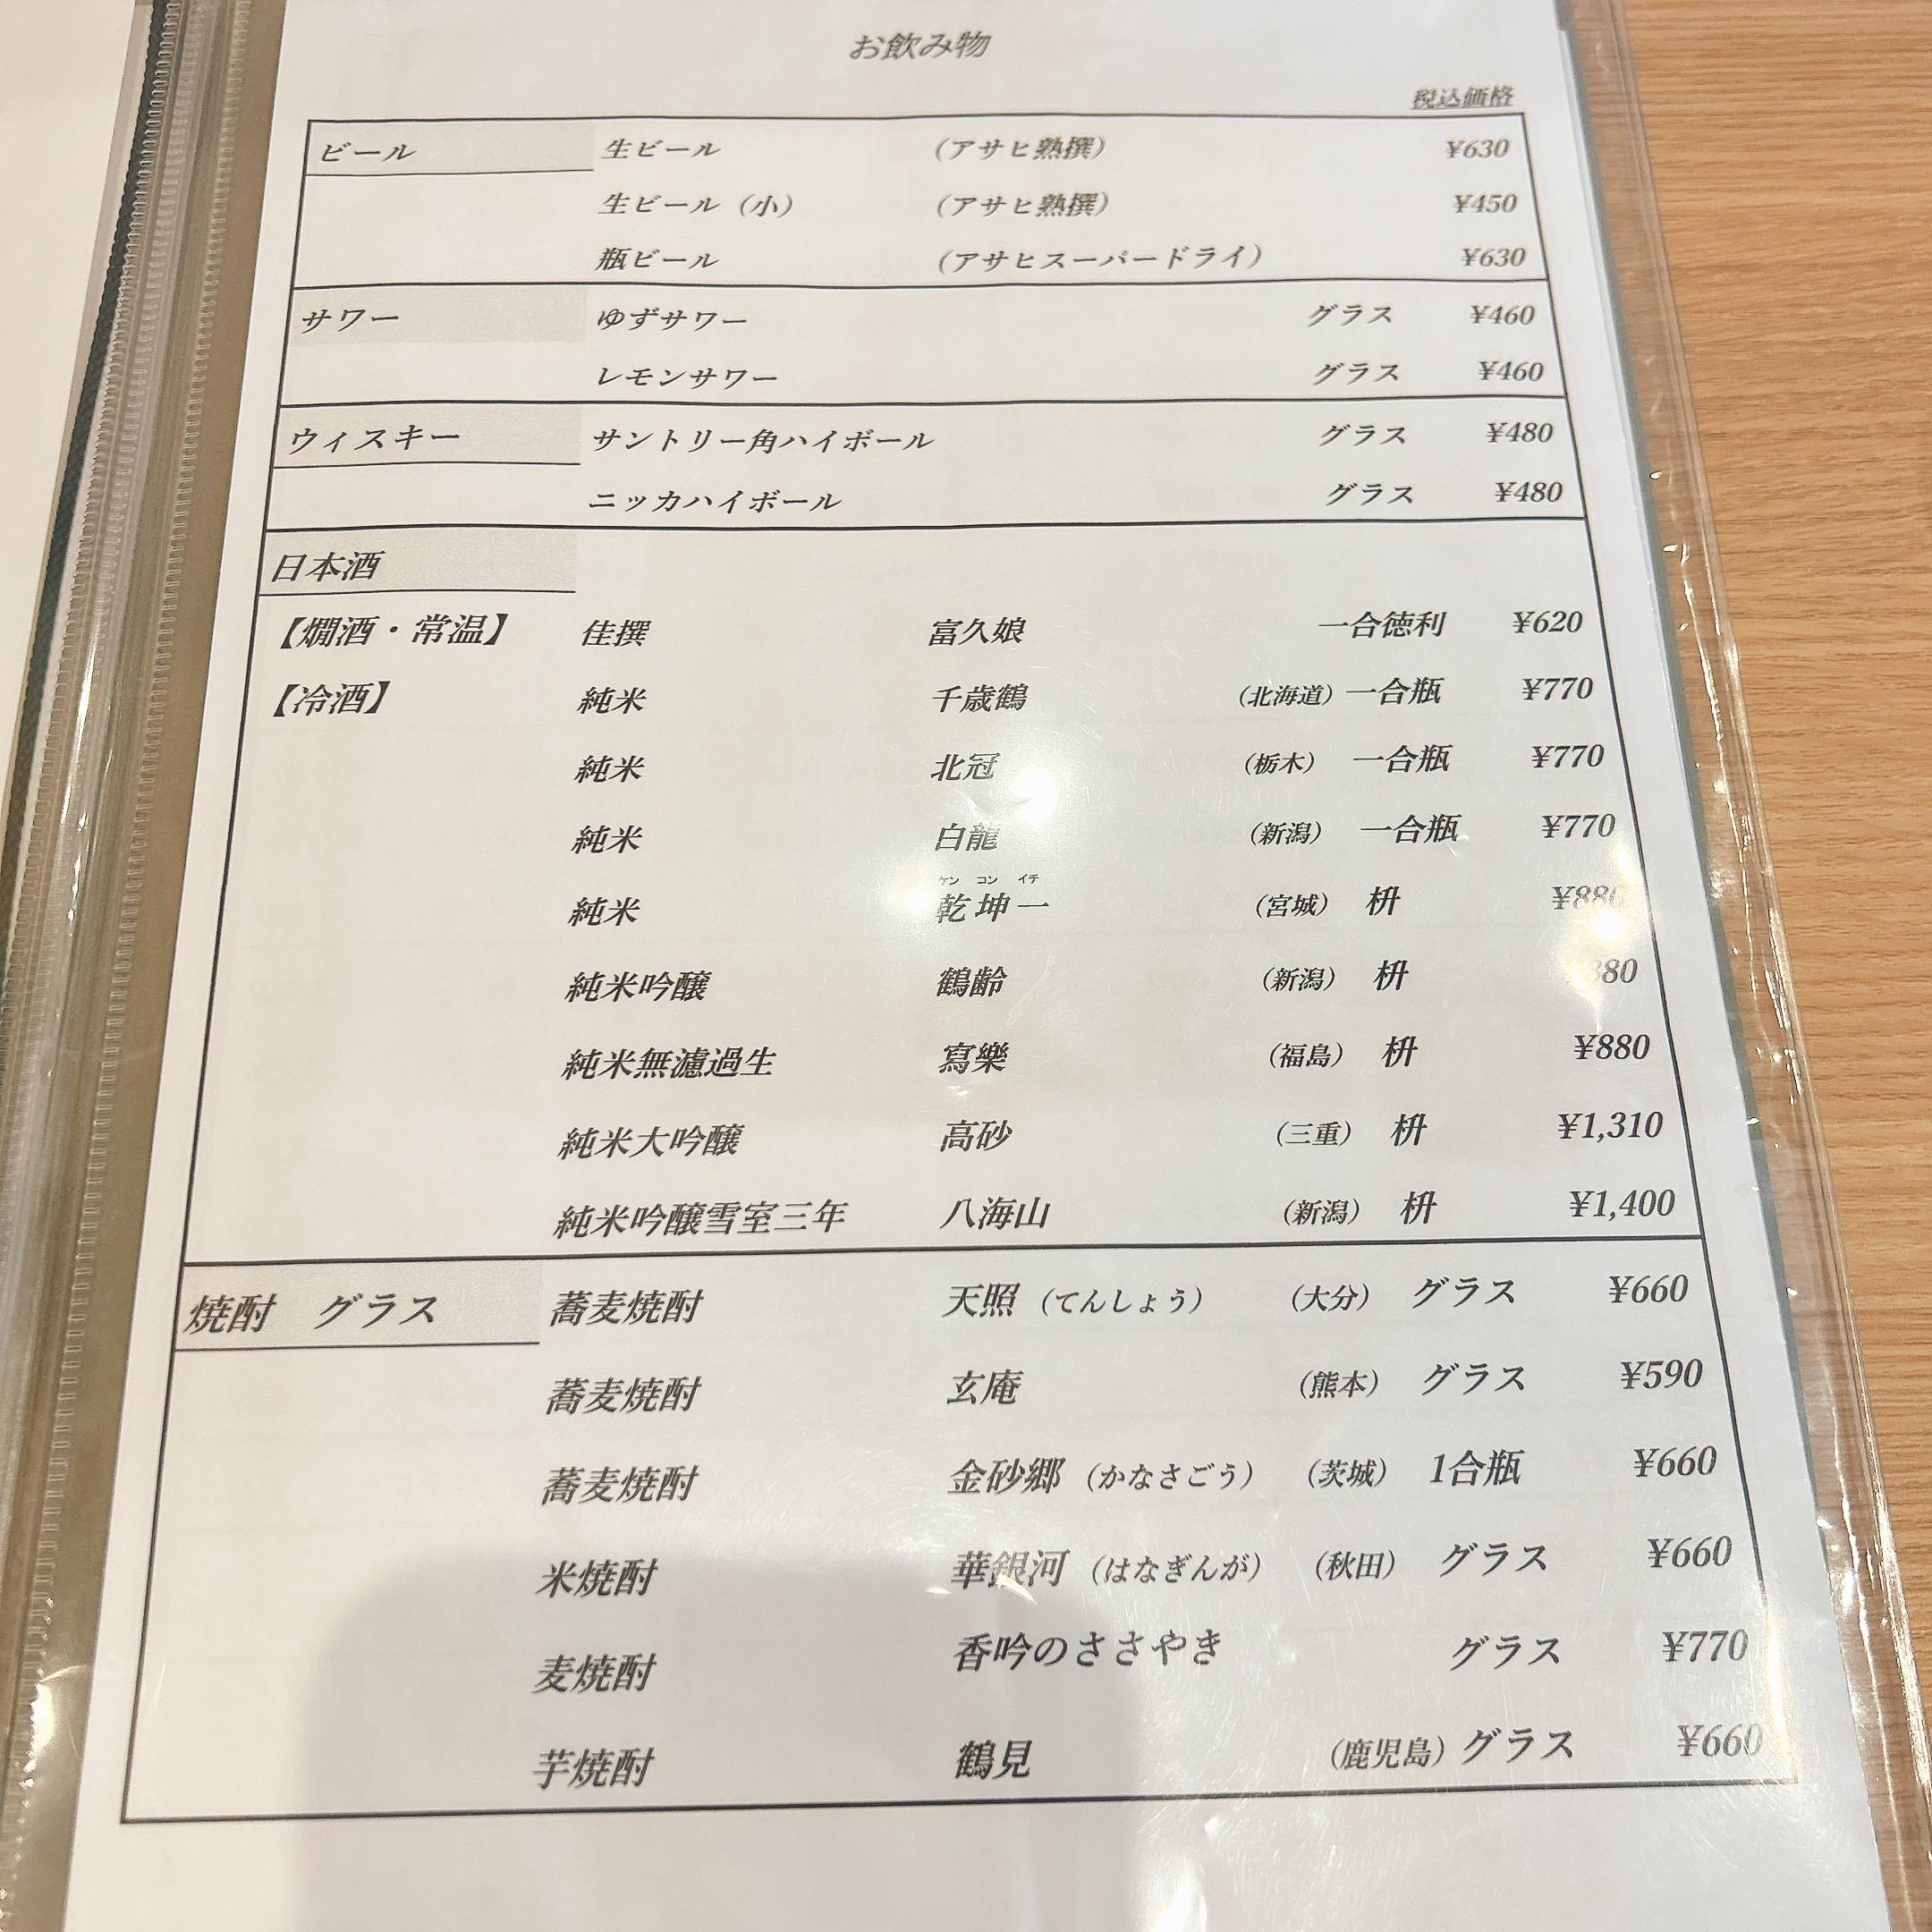 お飲み物
税込価格
ビール 生ビール (アサヒ熟撰) ¥630
生ビール (小) (アサヒ熟撰) ¥450
瓶ビール (アサヒスーパードライ) ¥630
サワー ゆずサワー グラス ¥460
レモンサワー グラス ¥460
ウィスキー サントリー角ハイボール グラス ¥480
ニッカハイボール グラス ¥480
日本酒
【燗酒・常温】 佳撰 富久娘 一合徳利 ¥620
【冷酒】 純米 千歳鶴 (北海道) 一合瓶 ¥770
純米 北冠 (栃木) 一合瓶 ¥770
純米 白龍 (新潟) 一合瓶 ¥770
ケン コン イチ
純米 乾坤一 (宮城) 枡 ¥880
純米吟醸 鶴齢 (新潟) 枡
純米無濾過生 寫樂 (福島) 枡 ¥880
純米大吟醸 高砂 (三重) 枡 ¥1,310
純米吟醸雪室三年 八海山 (新潟) 枡 ¥1,400
焼酎 グラス 蕎麦焼酎 天照 (てんしょう) (大分) グラス ¥660
蕎麦焼酎 玄庵 (熊本) グラス ¥590
蕎麦焼酎 金砂郷 (かなさごう) (茨城) 1合瓶 ¥660
米焼酎 華銀河 (はなぎんが) (秋田) グラス ¥660
麦焼酎 香吟のささやき グラス ¥770
芋焼酎 鶴見 (鹿児島) グラス ¥660